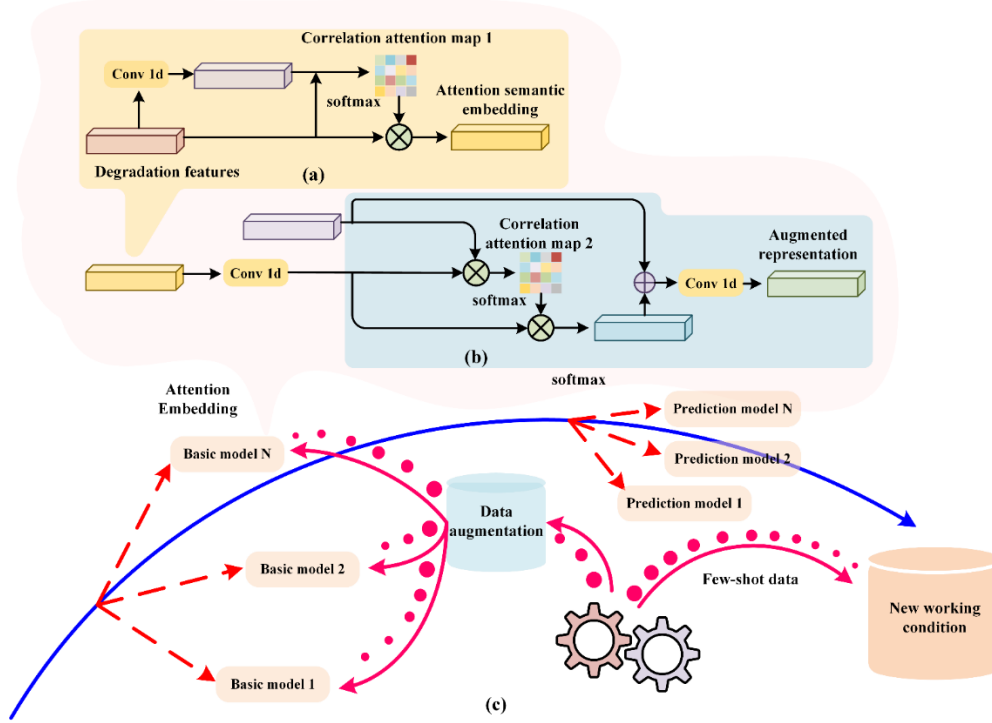 Correlation attention map 1
Conv 1d
softmax
Attention semantic
embedding
Degradation features
(a)
Correlation
attention map 2
Augmented
representation
Conv 1d
Conv 1d
softmax
(b)
softmax
Attention
Embedding
Prediction model N
Basic model N
Prediction model 2
Prediction model 1
Data
augmentation
Basic model 2
Few-shot data
New working
condition
Basic model 1
(c)